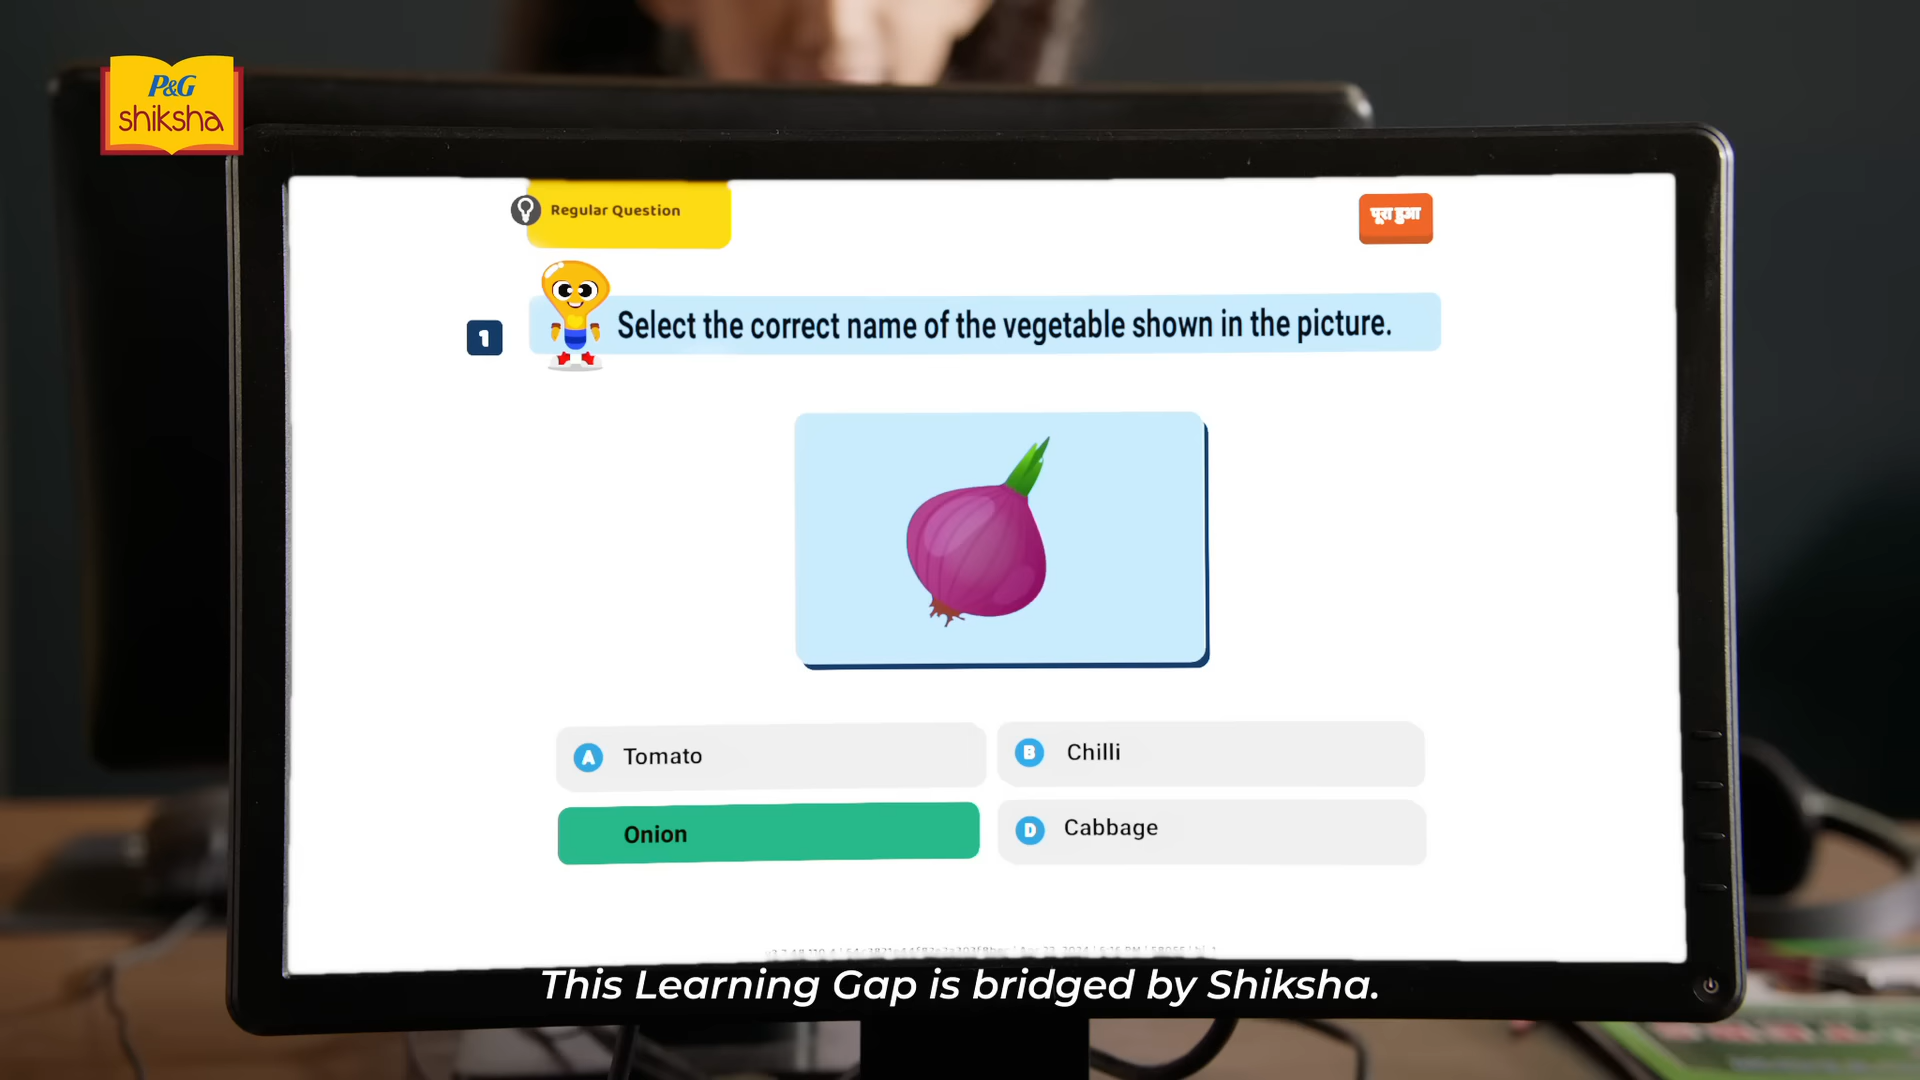 P&G
shiksha
Regular Question
पूरा हुआ
1
Select the correct name of the vegetable shown in the picture.
A Tomato
B Chilli
Onion
D Cabbage
This Learning Gap is bridged by Shiksha.